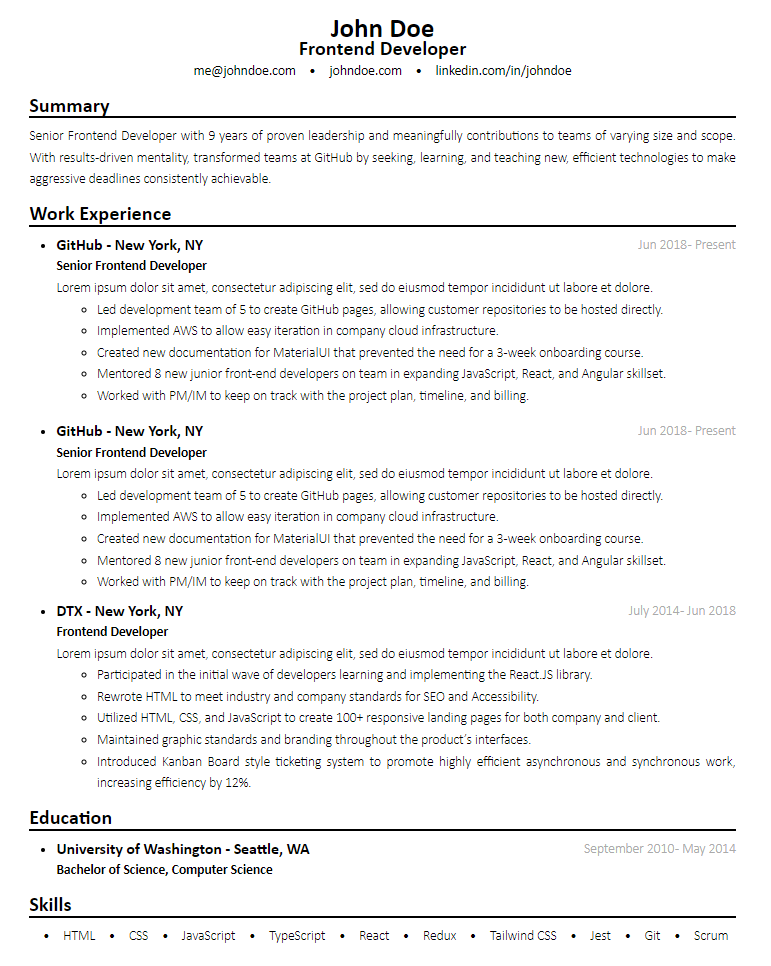 John Doe
Frontend Developer
me@johndoe.com • johndoe.com • linkedin.com/in/johndoe
Summary
Senior Frontend Developer with 9 years of proven leadership and meaningfully contributions to teams of varying size and scope.
With results-driven mentality, transformed teams at GitHub by seeking, learning, and teaching new, efficient technologies to make
aggressive deadlines consistently achievable.
Work Experience
• GitHub - New York, NY Jun 2018- Present
Senior Frontend Developer
Lorem ipsum dolor sit amet, consectetur adipiscing elit, sed do eiusmod tempor incididunt ut labore et dolore.
◦ Led development team of 5 to create GitHub pages, allowing customer repositories to be hosted directly.
◦ Implemented AWS to allow easy iteration in company cloud infrastructure.
◦ Created new documentation for MaterialUI that prevented the need for a 3-week onboarding course.
◦ Mentored 8 new junior front-end developers on team in expanding JavaScript, React, and Angular skillset.
◦ Worked with PM/IM to keep on track with the project plan, timeline, and billing.
• GitHub - New York, NY Jun 2018- Present
Senior Frontend Developer
Lorem ipsum dolor sit amet, consectetur adipiscing elit, sed do eiusmod tempor incididunt ut labore et dolore.
◦ Led development team of 5 to create GitHub pages, allowing customer repositories to be hosted directly.
◦ Implemented AWS to allow easy iteration in company cloud infrastructure.
◦ Created new documentation for MaterialUI that prevented the need for a 3-week onboarding course.
◦ Mentored 8 new junior front-end developers on team in expanding JavaScript, React, and Angular skillset.
◦ Worked with PM/IM to keep on track with the project plan, timeline, and billing.
• DTX - New York, NY July 2014- Jun 2018
Frontend Developer
Lorem ipsum dolor sit amet, consectetur adipiscing elit, sed do eiusmod tempor incididunt ut labore et dolore.
◦ Participated in the initial wave of developers learning and implementing the React.JS library.
◦ Rewrote HTML to meet industry and company standards for SEO and Accessibility.
◦ Utilized HTML, CSS, and JavaScript to create 100+ responsive landing pages for both company and client.
◦ Maintained graphic standards and branding throughout the product’s interfaces.
◦ Introduced Kanban Board style ticketing system to promote highly efficient asynchronous and synchronous work,
increasing efficiency by 12%.
Education
• University of Washington - Seattle, WA September 2010- May 2014
Bachelor of Science, Computer Science
Skills
• HTML • CSS • JavaScript • TypeScript • React • Redux • Tailwind CSS • Jest • Git • Scrum